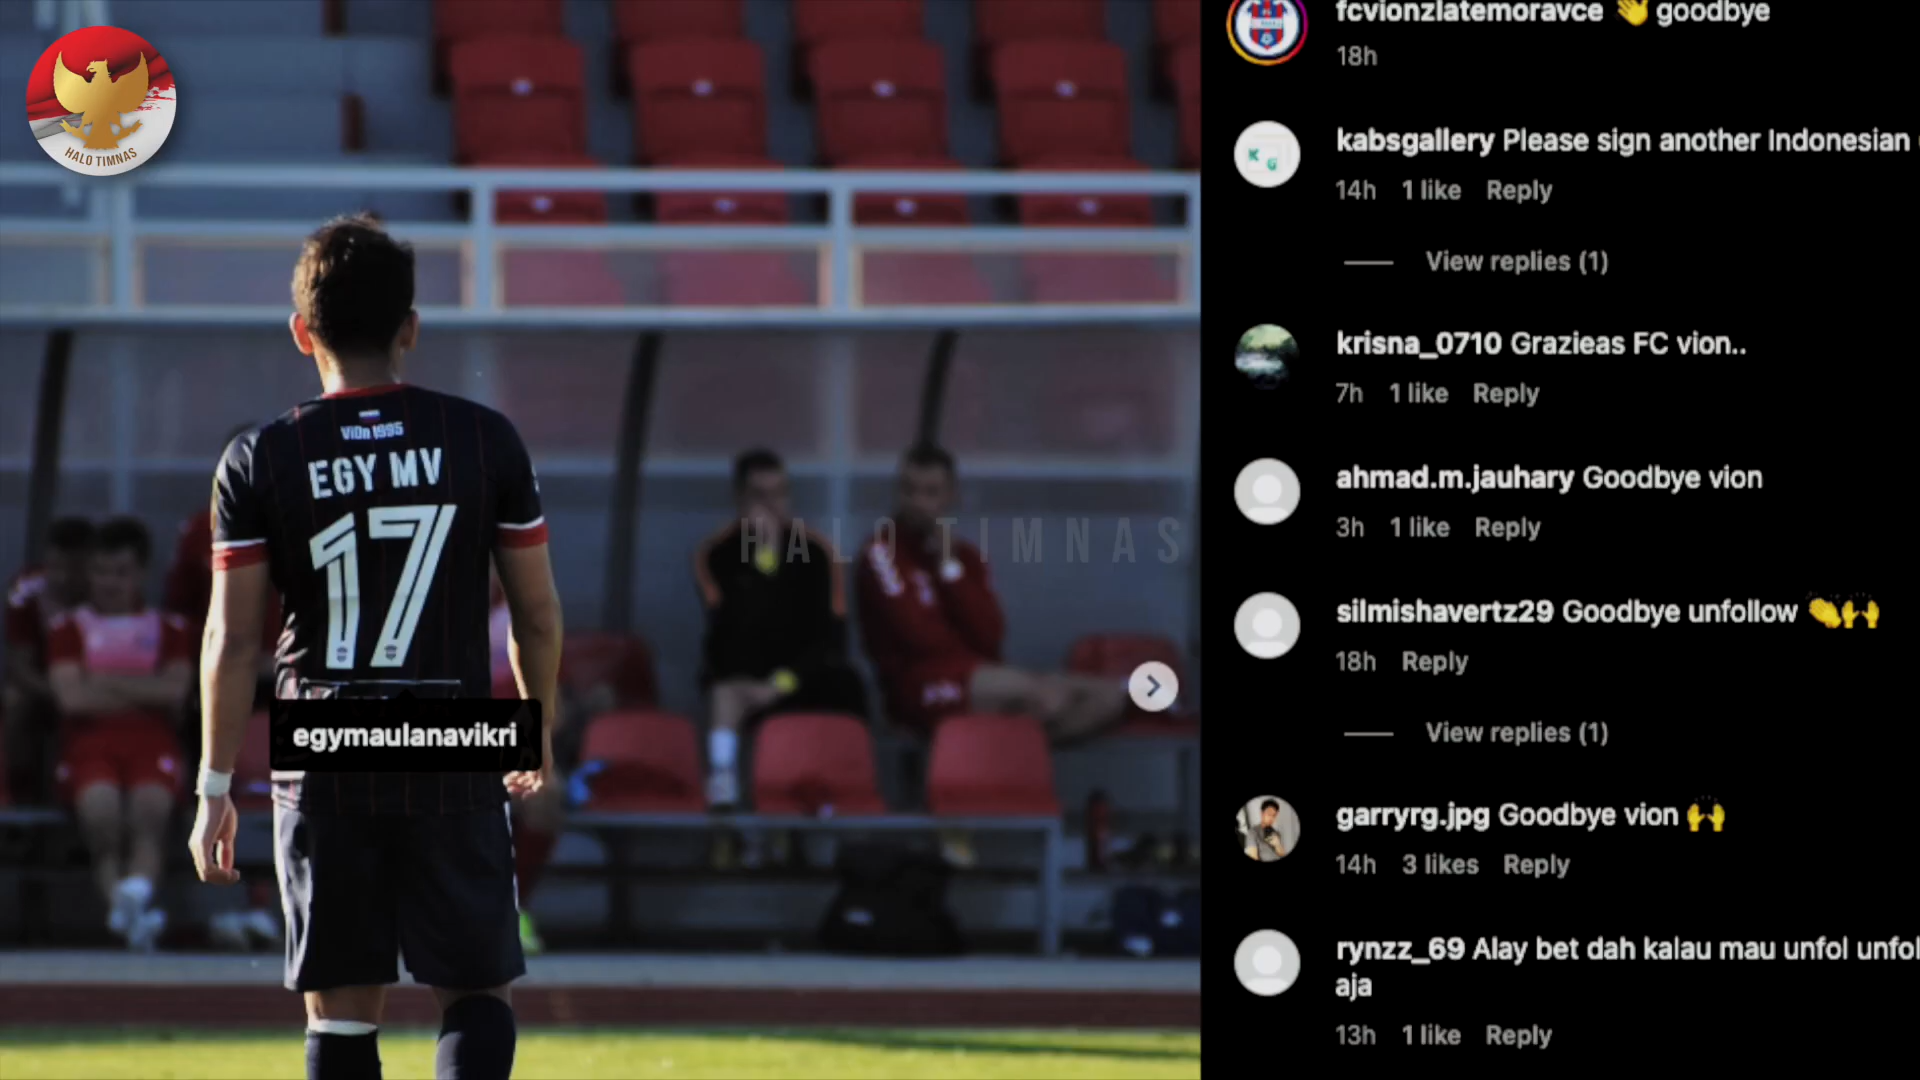 HALO TIMNAS
ViOn 1995
EGY MV
17
egymaulanavikri
HALO TIMNAS
fcvionzlatemoravce 👋 goodbye
18h
KG
kabsgallery Please sign another Indonesian
14h 1 like Reply
View replies (1)
krisna_0710 Grazieas FC vion..
7h 1 like Reply
ahmad.m.jauhary Goodbye vion
3h 1 like Reply
silmishavertz29 Goodbye unfollow 👏🙌
18h Reply
View replies (1)
garryrg.jpg Goodbye vion 🙌
14h 3 likes Reply
rynzz_69 Alay bet dah kalau mau unfol unfol
aja
13h 1 like Reply